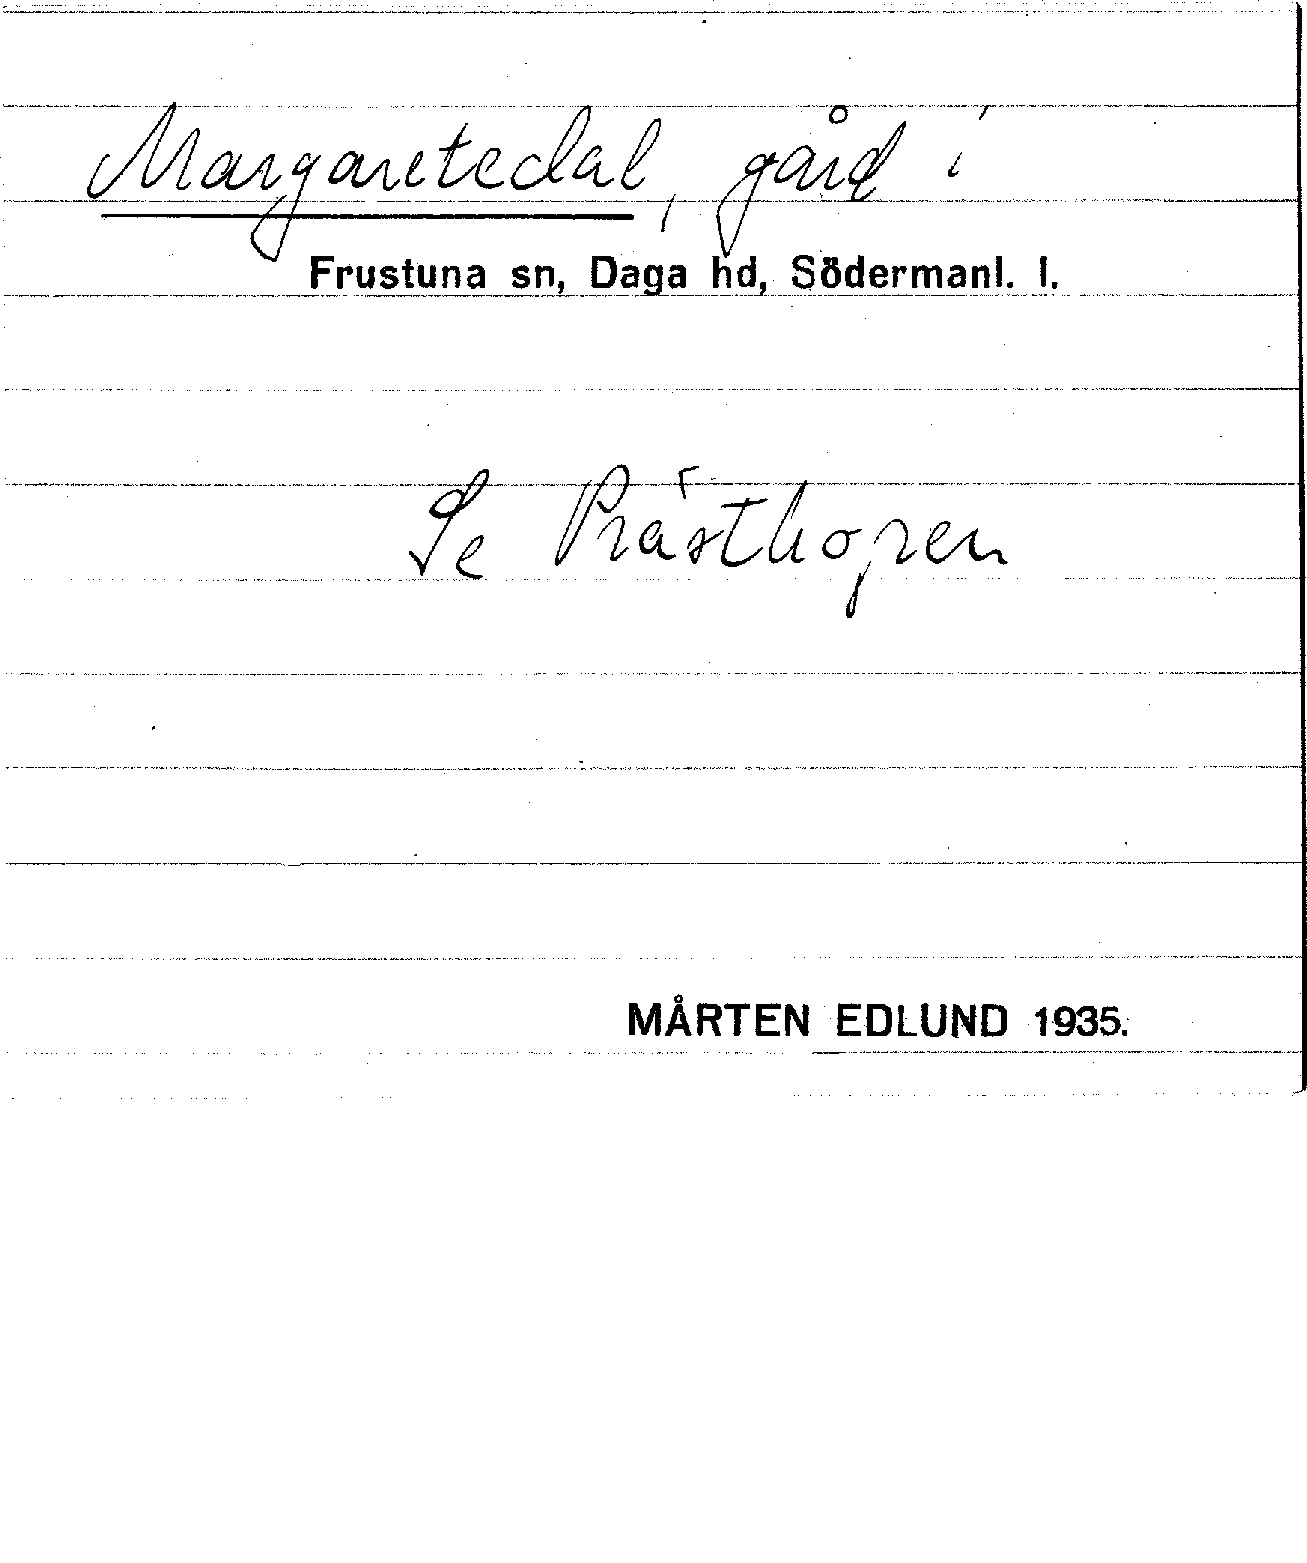 Margaretedal, gård i
Frustuna sn, Daga hd, Södermanl. l.
Se Prästhopen
MÅRTEN EDLUND 1935.